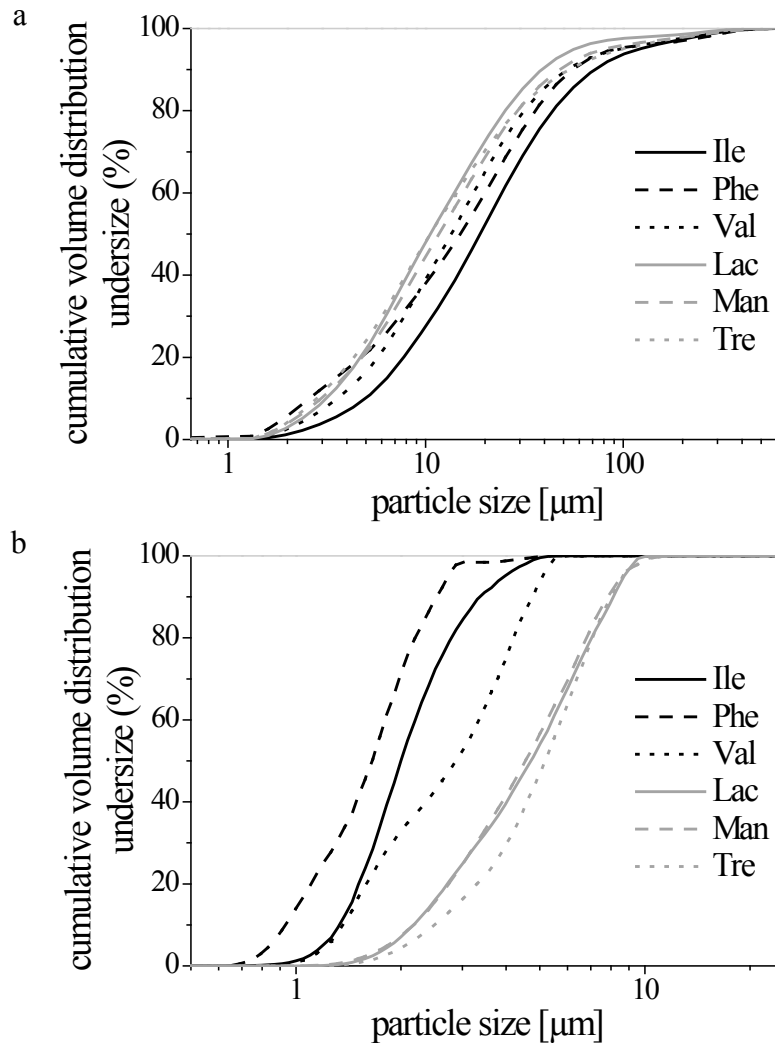 a
cumulative volume distribution
undersize (%)
100
80
60
40
20
0
Ile
Phe
Val
Lac
Man
Tre
1
10
100
particle size [μm]
b
cumulative volume distribution
undersize (%)
100
80
60
40
20
0
Ile
Phe
Val
Lac
Man
Tre
1
10
particle size [μm]